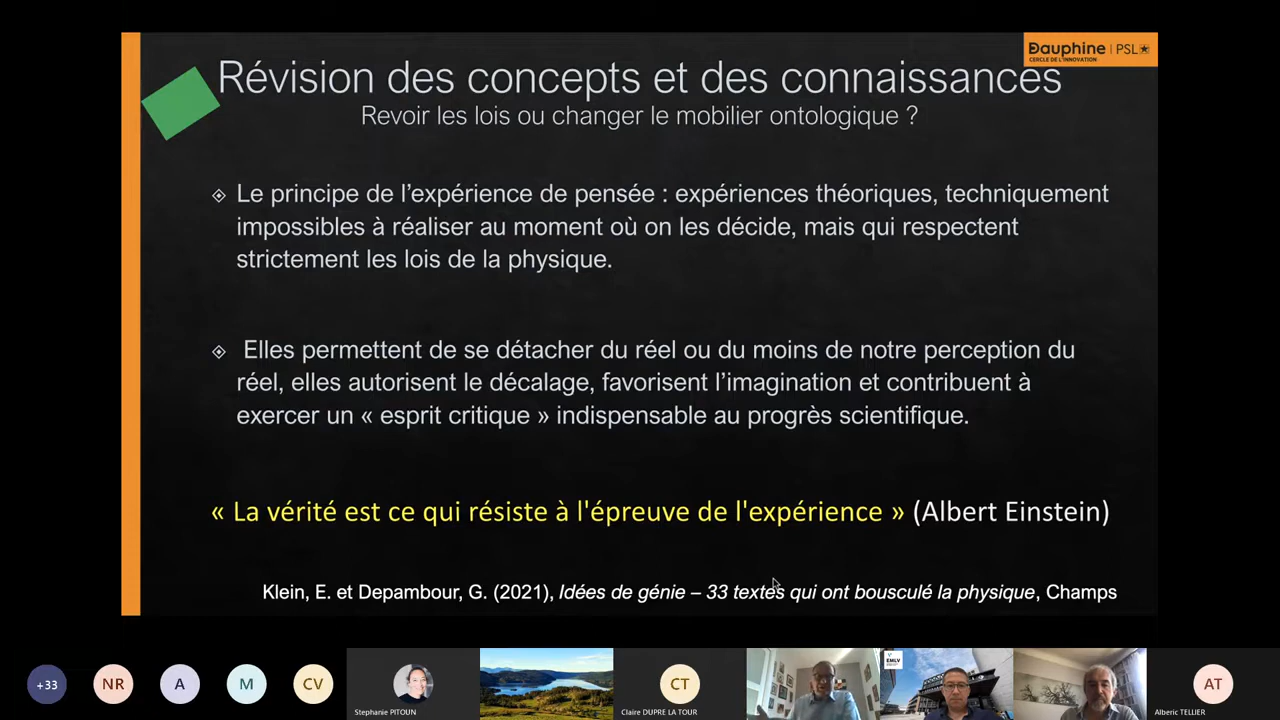 Dauphine | PSL
CERCLE DE L'INNOVATION
Révision des concepts et des connaissances
Revoir les lois ou changer le mobilier ontologique ?
Le principe de l'expérience de pensée : expériences théoriques, techniquement
impossibles à réaliser au moment où on les décide, mais qui respectent
strictement les lois de la physique.
Elles permettent de se détacher du réel ou du moins de notre perception du
réel, elles autorisent le décalage, favorisent l'imagination et contribuent à
exercer un « esprit critique » indispensable au progrès scientifique.
« La vérité est ce qui résiste à l'épreuve de l'expérience » (Albert Einstein)
Klein, E. et Depambour, G. (2021), Idées de génie – 33 textes qui ont bousculé la physique, Champs
+33
NR
A
M
CV
Stephanie PITOUN
CT
Claire DUPRE LA TOUR
EMLV
AT
Alberic TELLIER